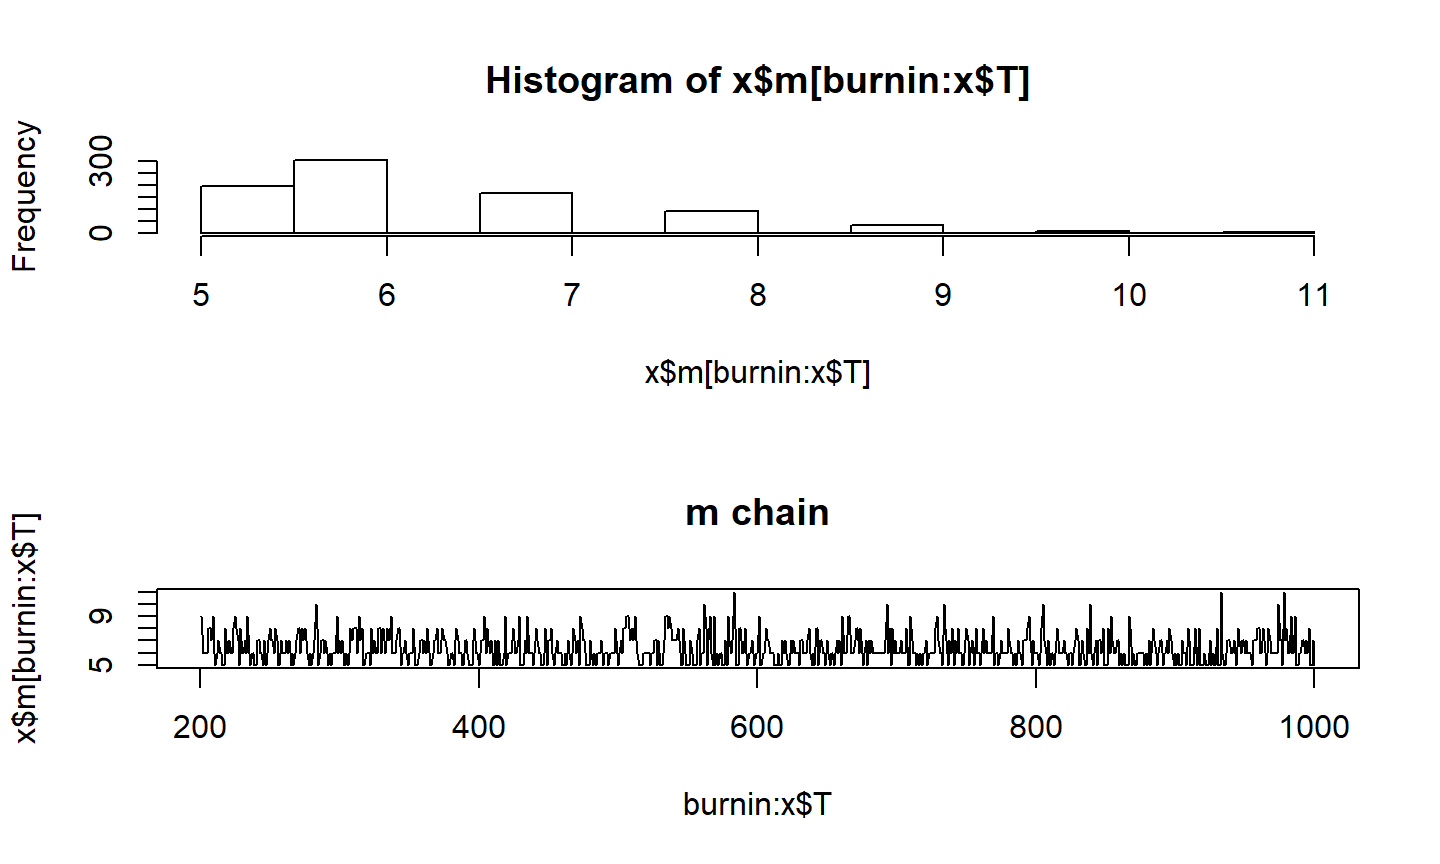 Histogram of x$m[burnin:x$T]
Frequency
300
0
5 6 7 8 9 10 11
x$m[burnin:x$T]
m chain
x$m[burnin:x$T]
9
5
200 400 600 800 1000
burnin:x$T